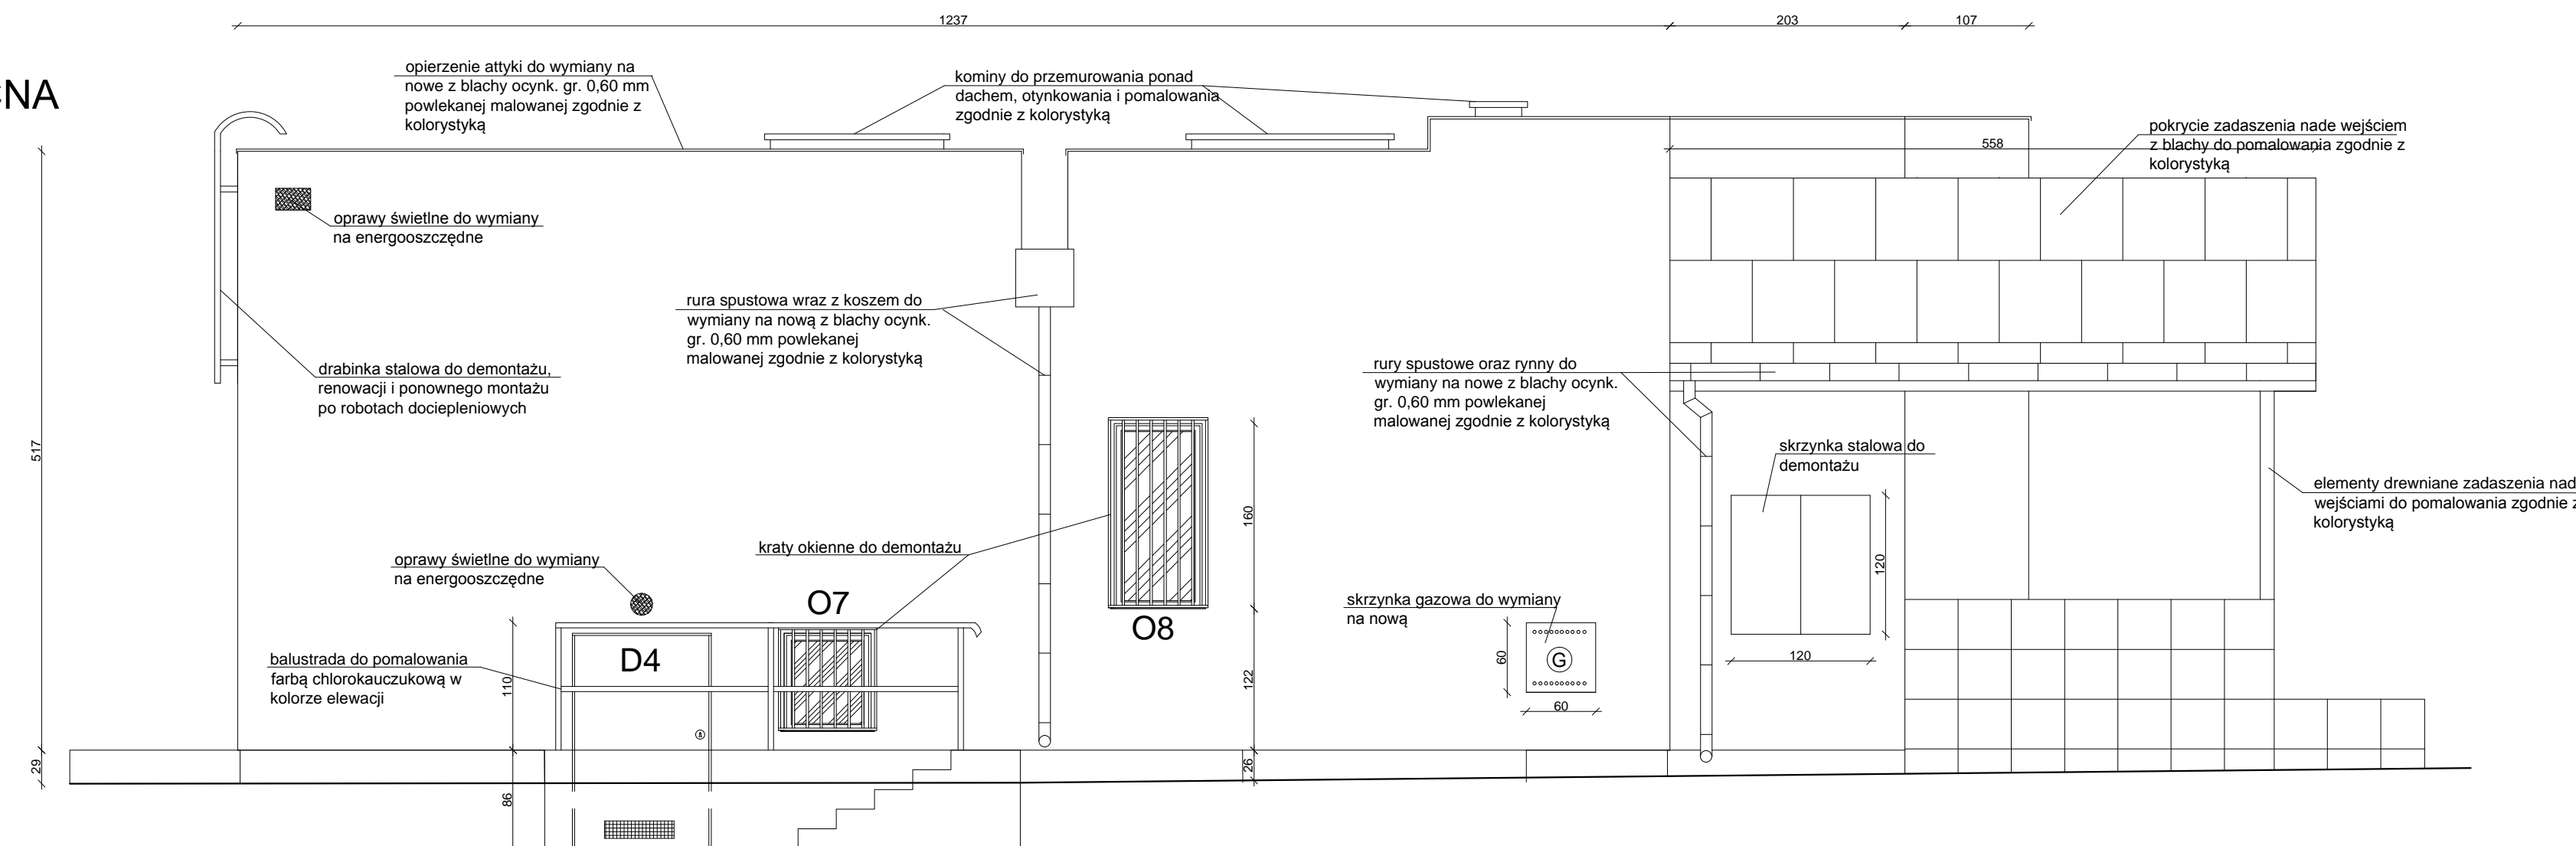 1237
203
107
CNA
opierzenie attyki do wymiany na
nowe z blachy ocynk. gr. 0,60 mm
powlekanej malowanej zgodnie z
kolorystyką
kominy do przemurowania ponad
dachem, otynkowania i pomalowania
zgodnie z kolorystyką
pokrycie zadaszenia nade wejściem
z blachy do pomalowania zgodnie z
kolorystyką
558
oprawy świetlne do wymiany
na energooszczędne
rura spustowa wraz z koszem do
wymiany na nową z blachy ocynk.
gr. 0,60 mm powlekanej
malowanej zgodnie z kolorystyką
drabinka stalowa do demontażu,
renowacji i ponownego montażu
po robotach dociepleniowych
rury spustowe oraz rynny do
wymiany na nowe z blachy ocynk.
gr. 0,60 mm powlekanej
malowanej zgodnie z kolorystyką
517
skrzynka stalowa do
demontażu
elementy drewniane zadaszenia nad
wejściami do pomalowania zgodnie z
kolorystyką
160
120
oprawy świetlne do wymiany
na energooszczędne
kraty okienne do demontażu
O7
O8
skrzynka gazowa do wymiany
na nową
G
60
60
120
balustrada do pomalowania
farbą chlorokauczukową w
kolorze elewacji
D4
110
122
29
26
86